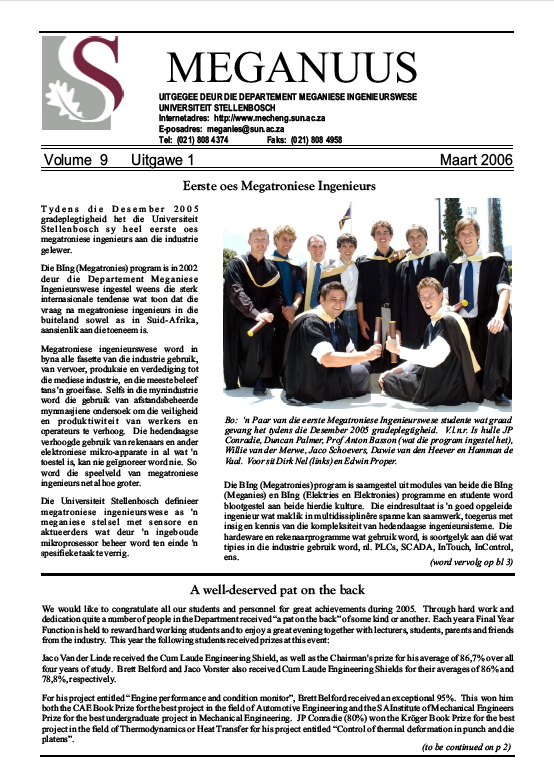 S
MEGANUUS
UITGEGEE DEUR DIE DEPARTEMENT MEGANIESE INGENIEURSWESE
UNIVERSITEIT STELLENBOSCH
Internetadres: http://www.mecheng.sun.ac.za
E-posadres: meganies@sun.ac.za
Tel: (021) 808 4374 Faks: (021) 808 4958
Volume 9 Uitgawe 1 Maart 2006
Eerste oes Megatroniese Ingenieurs
Tydens die Desember 2005
gradeplegtigheid het die Universiteit
Stellenbosch sy heel eerste oes
megatroniese ingenieurs aan die industrie
gelewer.
Die BIng (Megatronies) program is in 2002
deur die Departement Meganiese
Ingenieurswese ingestel weens die sterk
internasionale tendense wat toon dat die
vraag na megatroniese ingenieurs in die
buiteland sowel as in Suid-Afrika,
aansienlik aan die toeneem is.
Megatroniese ingenieurswese word in
byna alle fasette van die industrie gebruik,
van vervoer, produksie en verdediging tot
die mediese industrie, en die meeste beleef
tans 'n groeifase. Selfs in die mynindustrie
word die gebruik van afstandsbeheerde
mynmasjiene ondersoek om die veiligheid
en produktiwiteit van werkers en
operateurs te verhoog. Die hedendaagse
verhoogde gebruik van rekenaars en ander
elektroniese mikro-apparate in al wat 'n
toestel is, kan nie geïgnoreer word nie. So
word die speelveld van megatroniese
ingenieurs net al hoe groter.
Die Universiteit Stellenbosch definieer
megatroniese ingenieurswese as 'n
meganiese stelsel met sensore en
aktueerders wat deur 'n ingeboude
mikroprosessor beheer word ten einde 'n
spesifieke taak te verrig.
Bo: 'n Paar van die eerste Megatroniese Ingenieurswese studente wat graad
gevang het tydens die Desember 2005 gradeplegtigheid. V.l.n.r. Is hulle JP
Conradie, Duncan Palmer, Prof Anton Basson (wat die program ingestel het),
Willie van der Merwe, Jaco Schoevers, Dawie van den Heever and Hamman de
Vaal. Voor sit Dirk Nel (links) en Edwin Proper.
Die BIng (Megatronies) program is saamgestel uit modules van beide die BIng
(Meganies) en BIng (Elektries en Elektronies) programme en studente word
blootgestel aan beide hierdie kulture. Die eindresultaat is 'n goed opgeleide
ingenieur wat maklik in multidissiplinêre spanne kan saamwerk, toegerus met
insig en kennis van die kompleksiteit van hedendaagse ingenieursisteme. Die
hardeware en rekenaarprogramme wat gebruik word, is soortgelyk aan dié wat
tipies in die industrie gebruik word, nl. PLCs, SCADA, InTouch, InControl,
ens.
(word vervolg op bl 3)
A well-deserved pat on the back
We would like to congratulate all our students and personnel for great achievements during 2005. Through hard work and
dedication quite a number of people in the Department received “a pat on the back” of some kind or another. Each year a Final Year
Function is held to reward hard working students and to enjoy a great evening together with lecturers, students, parents and friends
from the industry. This year the following students received prizes at this event:
Jaco Van der Linde received the Cum Laude Engineering Shield, as well as the Chairman's prize for his average of 86,7% over all
four years of study. Brett Belford and Jaco Vorster also received Cum Laude Engineering Shields for their averages of 86% and
78,8%, respectively.
For his project entitled “Engine performance and condition monitor”, Brett Belford received an exceptional 95%. This won him
both the CAE Book Prize for the best project in the field of Automotive Engineering and the SA Institute of Mechanical Engineers
Prize for the best undergraduate project in Mechanical Engineering. JP Conradie (80%) won the Kröger Book Prize for the best
project in the field of Thermodynamics or Heat Transfer for his project entitled “Control of thermal deformation in punch and die
platens”.
(to be continued on p 2)